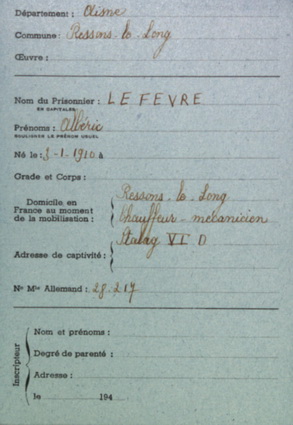 Département : Aisne
Commune : Ressons-le-Long
Œuvre :
Nom du Prisonnier : LEFEVRE
EN CAPITALES
Prénoms : Albéric
SOULIGNER LE PRÉNOM USUEL
Né le : 3-1-1910 à
Grade et Corps :
Domicile en France au moment de la mobilisation : Ressons-le-Long
Chauffeur-mécanicien
Stalag VI D
Adresse de captivité :
No Mle Allemand : 28.217
Inscripteur
Nom et prénoms :
Degré de parenté :
Adresse :
le 194